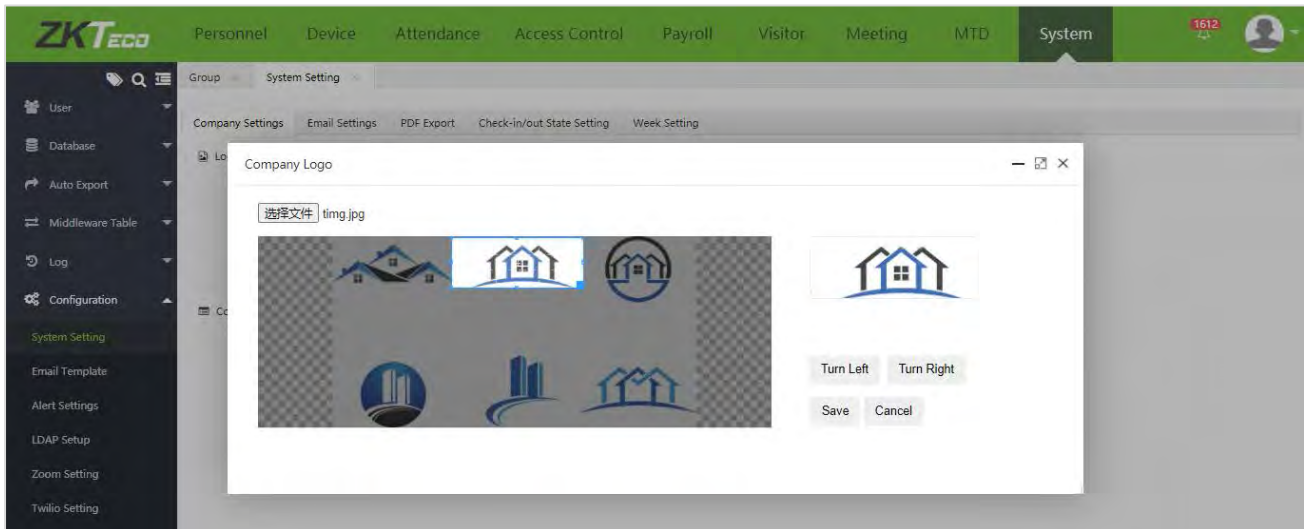 ZKTeco Personnel Device Attendance Access Control Payroll Visitor Meeting MTD System 1612
Group System Setting
User
Database
Auto Export
Middleware Table
Log
Configuration
System Setting
Email Template
Alert Settings
LDAP Setup
Zoom Setting
Twilio Setting
Company Settings Email Settings PDF Export Check-in/out State Setting Week Setting
Lo
Co
Company Logo
选择文件 timg.jpg
Turn Left Turn Right
Save Cancel